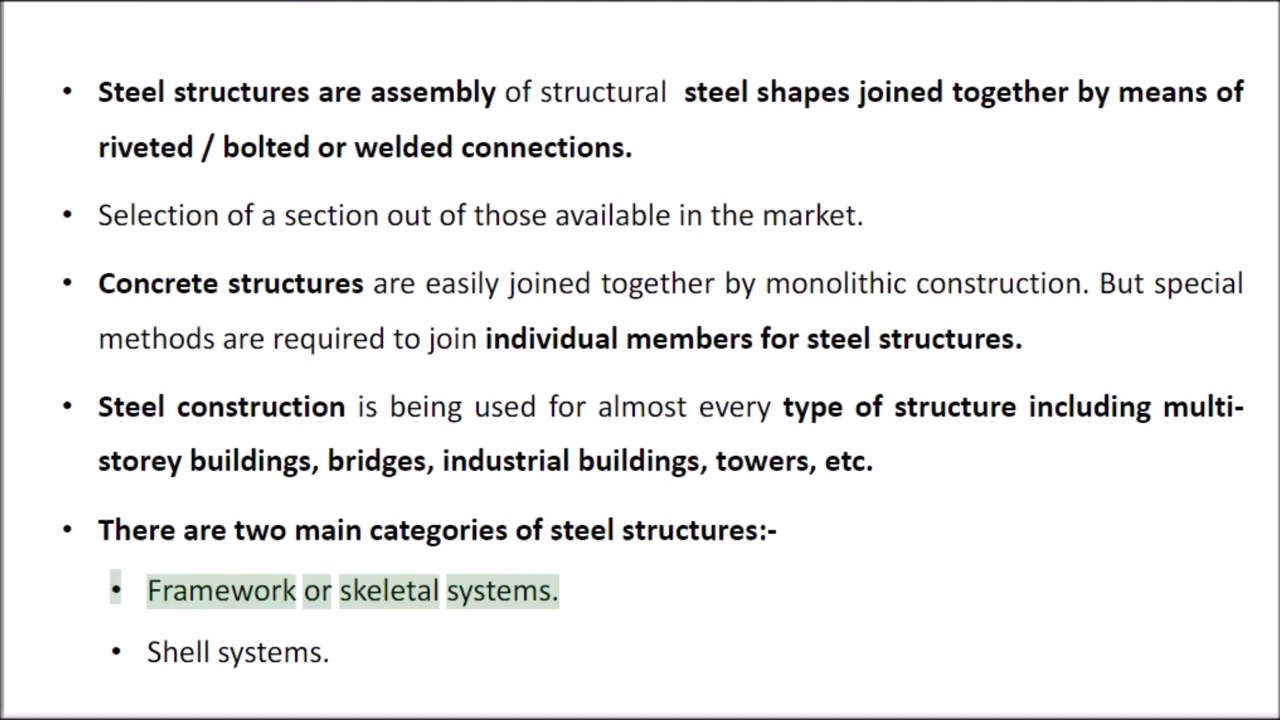 • Steel structures are assembly of structural steel shapes joined together by means of
riveted / bolted or welded connections.
• Selection of a section out of those available in the market.
• Concrete structures are easily joined together by monolithic construction. But special
methods are required to join individual members for steel structures.
• Steel construction is being used for almost every type of structure including multi-
storey buildings, bridges, industrial buildings, towers, etc.
• There are two main categories of steel structures:-
• Framework or skeletal systems.
• Shell systems.